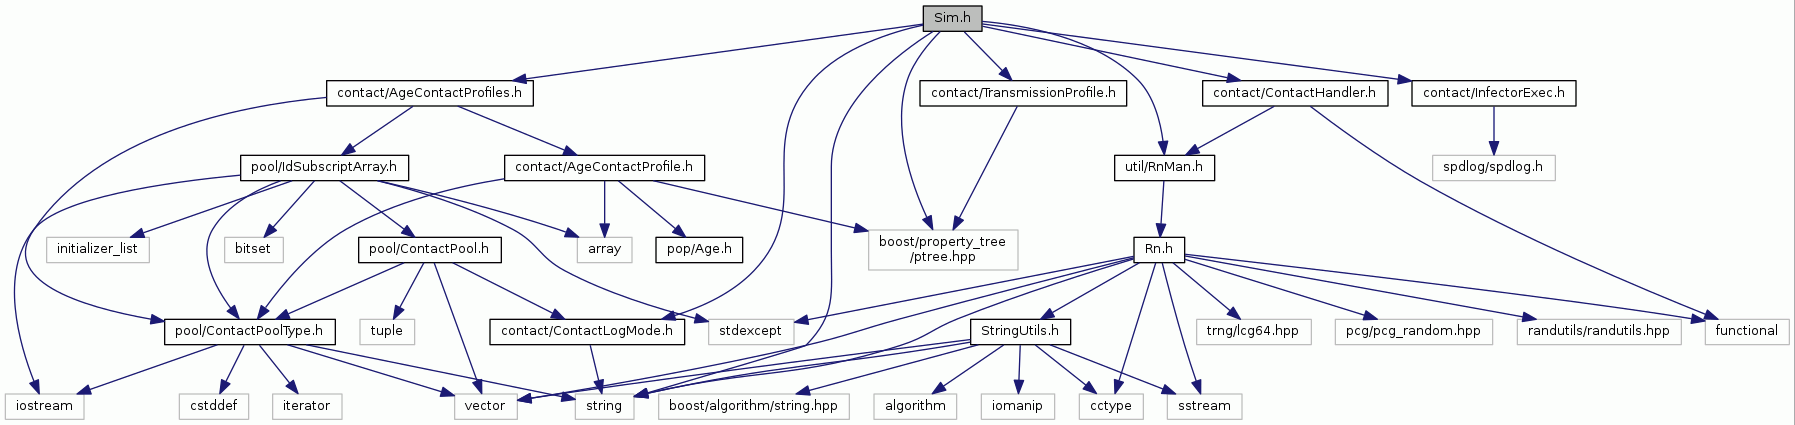 Sim.h
contact/AgeContactProfiles.h
contact/TransmissionProfile.h
contact/ContactHandler.h
contact/InfectorExec.h
pool/IdSubscriptArray.h
contact/AgeContactProfile.h
util/RnMan.h
spdlog/spdlog.h
initializer_list
bitset
pool/ContactPool.h
array
pop/Age.h
boost/property_tree
/ptree.hpp
Rn.h
pool/ContactPoolType.h
tuple
contact/ContactLogMode.h
stdexcept
StringUtils.h
trng/lcg64.hpp
pcg/pcg_random.hpp
randutils/randutils.hpp
functional
iostream
cstddef
iterator
vector
string
boost/algorithm/string.hpp
algorithm
iomanip
cctype
sstream